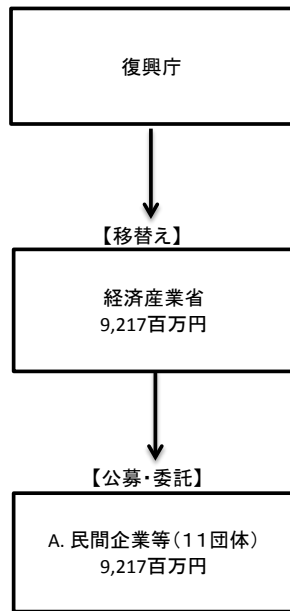 復興庁
【移替え】
経済産業省
9,217百万円
【公募・委託】
A. 民間企業等（１１団体）
9,217百万円